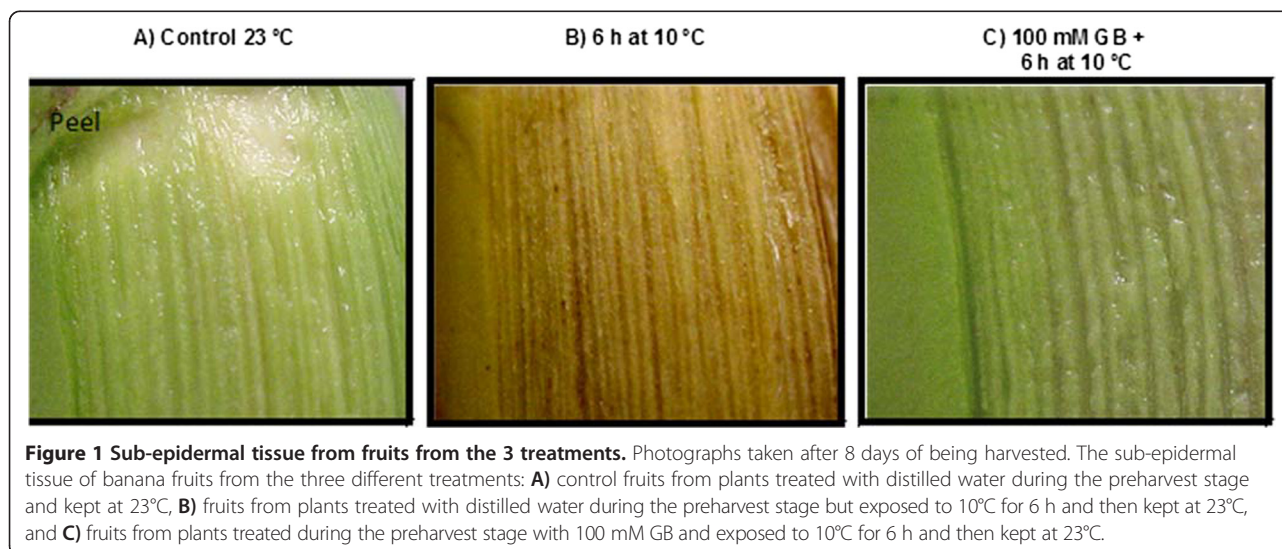 A) Control 23 °C
B) 6 h at 10 °C
C) 100 mM GB +
6 h at 10 °C
Peel
Figure 1 Sub-epidermal tissue from fruits from the 3 treatments. Photographs taken after 8 days of being harvested. The sub-epidermal
tissue of banana fruits from the three different treatments: A) control fruits from plants treated with distilled water during the preharvest stage
and kept at 23°C, B) fruits from plants treated with distilled water during the preharvest stage but exposed to 10°C for 6 h and then kept at 23°C,
and C) fruits from plants treated during the preharvest stage with 100 mM GB and exposed to 10°C for 6 h and then kept at 23°C.